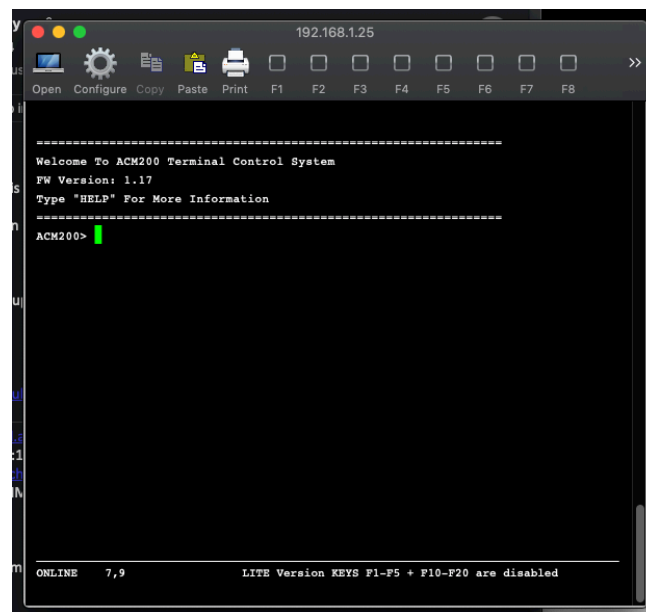 192.168.1.25
Open Configure Copy Paste Print F1 F2 F3 F4 F5 F6 F7 F8 »
==================================================================
Welcome To ACM200 Terminal Control System
FW Version: 1.17
Type "HELP" For More Information
==================================================================
ACM200>
ONLINE 7,9 LITE Version KEYS F1-F5 + F10-F20 are disabled